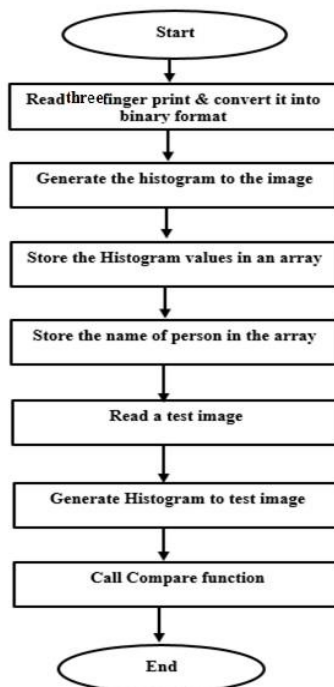 Start
Read three finger print & convert it into
binary format
Generate the histogram to the image
Store the Histogram values in an array
Store the name of person in the array
Read a test image
Generate Histogram to test image
Call Compare function
End